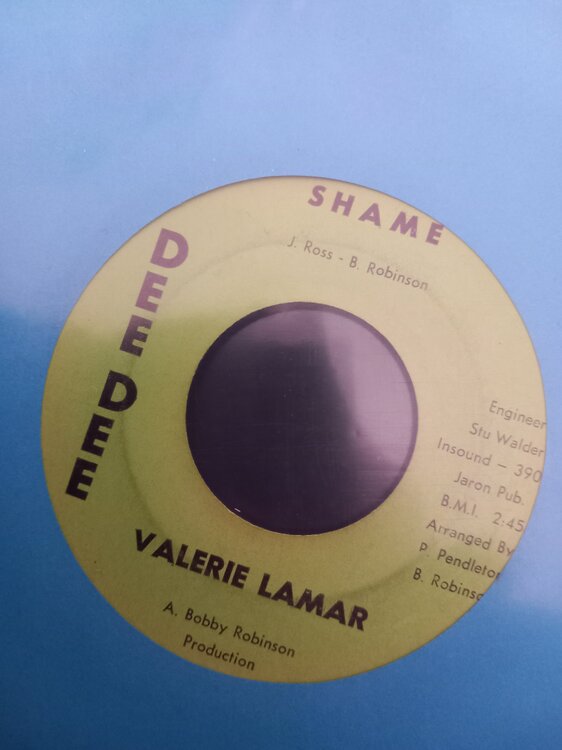 SHAME
J. Ross - B. Robinson
DEE DEE
Engineer
Stu Walder
Insound - 390
Jaron Pub.
B.M.I. 2:45
Arranged By
P. Pendleton
B. Robinso
VALERIE LAMAR
A. Bobby Robinson
Production